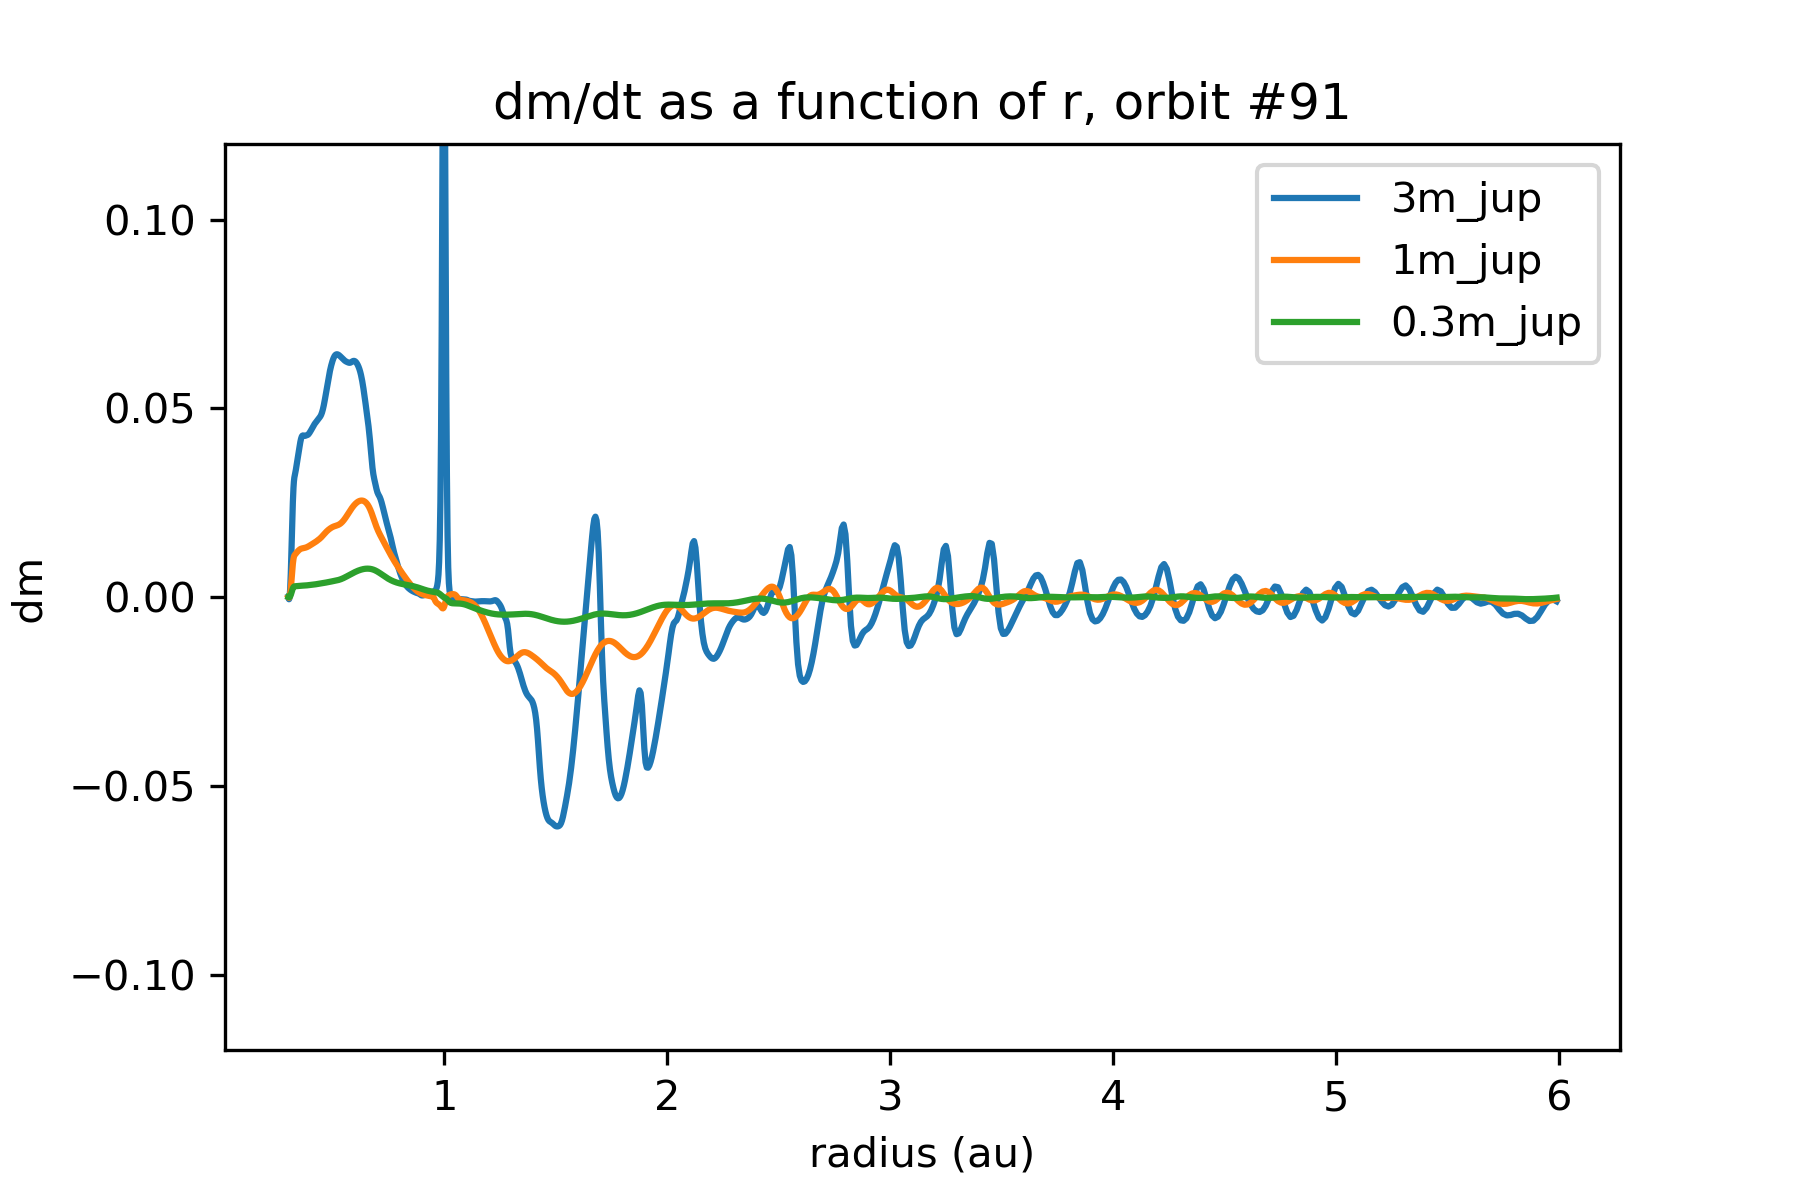 dm/dt as a function of r, orbit #91
3m_jup
1m_jup
0.3m_jup
dm
0.10
0.05
0.00
−0.05
−0.10
1 2 3 4 5 6
radius (au)